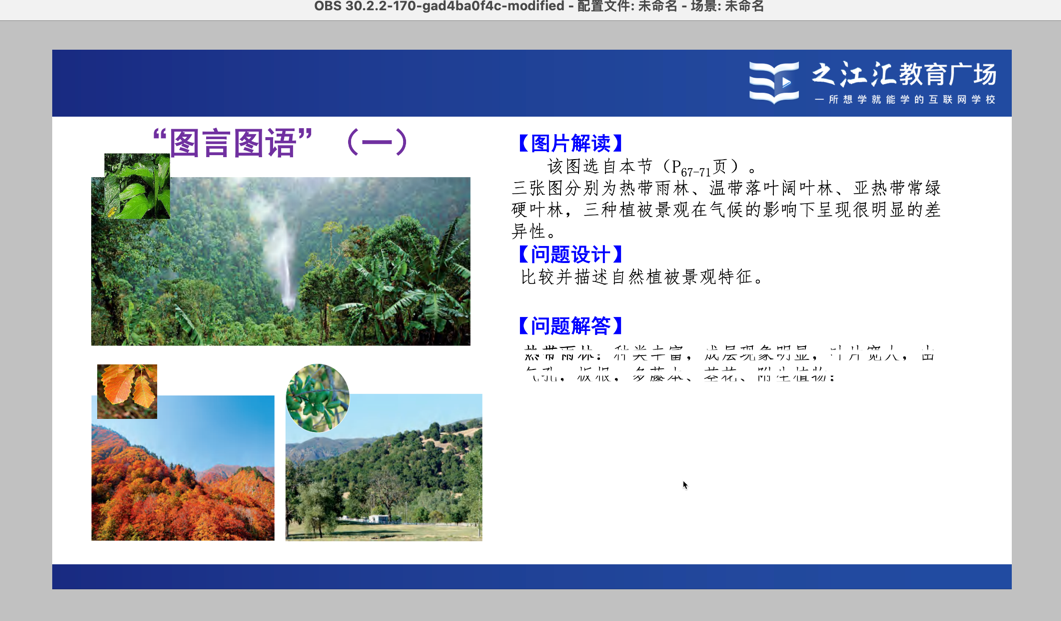 OBS 30.2.2-170-gad4ba0f4c-modified - 配置文件: 未命名 - 场景: 未命名
之江汇教育广场
一所想学就能学的互联网学校
“图言图语”（一）
【图片解读】
该图选自本节（P67-71页）。
三张图分别为热带雨林、温带落叶阔叶林、亚热带常绿
硬叶林，三种植被景观在气候的影响下呈现很明显的差
异性。
【问题设计】
比较并描述自然植被景观特征。
【问题解答】
热带雨林：种类丰富，成层现象明显，叶片宽大，
板根，多藤本、茎花、附生植物；